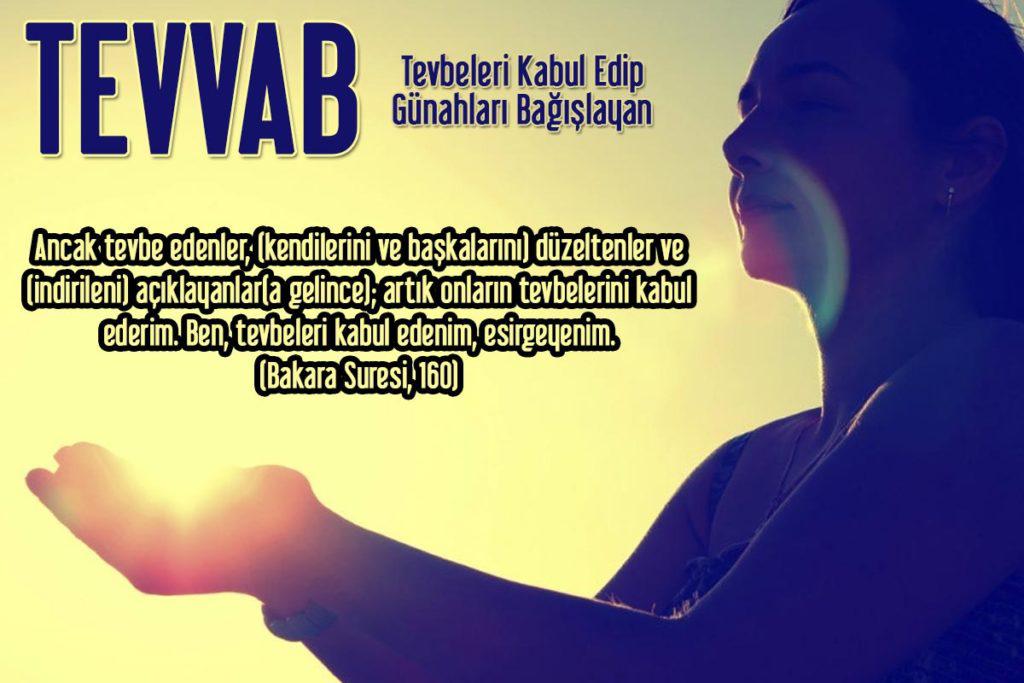 TEVVAB
Tevbeleri Kabul Edip
Günahları Bağışlayan
Ancak tevbe edenler, (kendilerini ve başkalarını) düzeltenler ve
(indirileni) açıklayanlar(a gelince); artık onların tevbelerini kabul
ederim. Ben, tevbeleri kabul edenim, esirgeyenim.
(Bakara Suresi, 160)